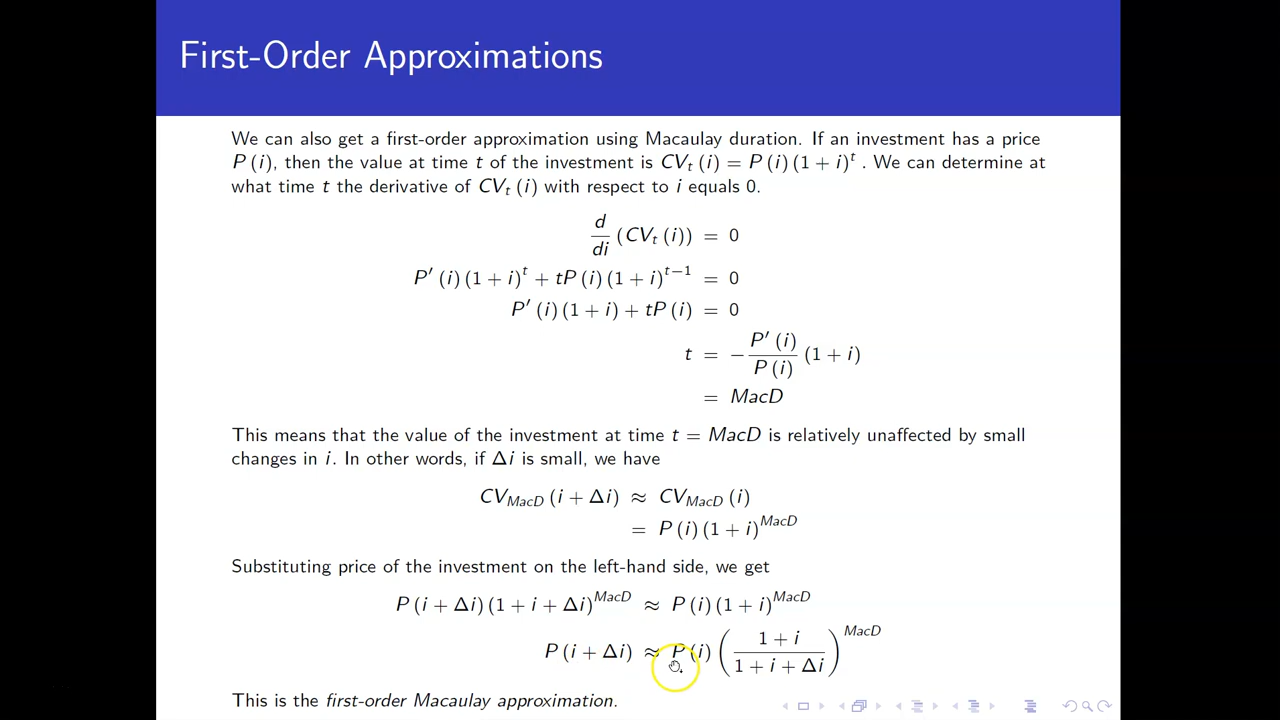 First-Order Approximations
We can also get a first-order approximation using Macaulay duration. If an investment has a price
P (i), then the value at time t of the investment is CVₜ (i) = P (i) (1 + i)ᵗ . We can determine at
what time t the derivative of CVₜ (i) with respect to i equals 0.
d/di (CVₜ (i)) = 0
P′ (i) (1 + i)ᵗ + tP (i) (1 + i)ᵗ⁻¹ = 0
P′ (i) (1 + i) + tP (i) = 0
t = − P′ (i)/P (i) (1 + i)
= MacD
This means that the value of the investment at time t = MacD is relatively unaffected by small
changes in i. In other words, if Δi is small, we have
CV_MacD (i + Δi) ≈ CV_MacD (i)
= P (i) (1 + i)^MacD
Substituting price of the investment on the left-hand side, we get
P (i + Δi) (1 + i + Δi)^MacD ≈ P (i) (1 + i)^MacD
P (i + Δi) ≈ P (i) ((1 + i)/(1 + i + Δi))^MacD
This is the first-order Macaulay approximation.